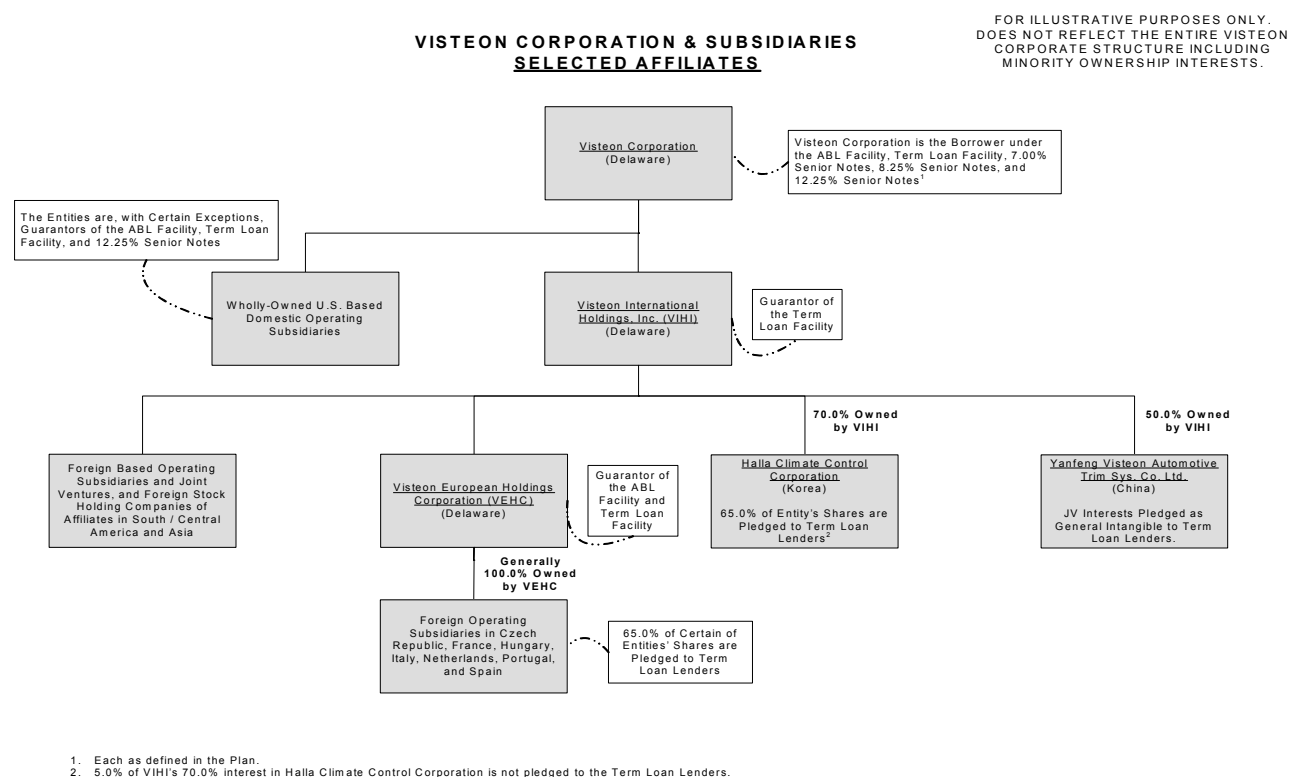 FOR ILLUSTRATIVE PURPOSES ONLY.
DOES NOT REFLECT THE ENTIRE VISTEON
CORPORATE STRUCTURE INCLUDING
MINORITY OWNERSHIP INTERESTS.
VISTEON CORPORATION & SUBSIDIARIES
SELECTED AFFILIATES
Visteon Corporation
(Delaware)
Visteon Corporation is the Borrower under
the ABL Facility, Term Loan Facility, 7.00%
Senior Notes, 8.25% Senior Notes, and
12.25% Senior Notes¹
The Entities are, with Certain Exceptions,
Guarantors of the ABL Facility, Term Loan
Facility, and 12.25% Senior Notes
Wholly-Owned U.S. Based
Domestic Operating
Subsidiaries
Visteon International
Holdings, Inc. (VIHI)
(Delaware)
Guarantor of
the Term
Loan Facility
70.0% Owned
by VIHI
50.0% Owned
by VIHI
Foreign Based Operating
Subsidiaries and Joint
Ventures, and Foreign Stock
Holding Companies of
Affiliates in South / Central
America and Asia
Visteon European Holdings
Corporation (VEHC)
(Delaware)
Guarantor of
the ABL
Facility and
Term Loan
Facility
Halla Climate Control
Corporation
(Korea)
65.0% of Entity's Shares are
Pledged to Term Loan
Lenders²
Yanfeng Visteon Automotive
Trim Sys. Co. Ltd.
(China)
JV Interests Pledged as
General Intangible to Term
Loan Lenders.
Generally
100.0% Owned
by VEHC
Foreign Operating
Subsidiaries in Czech
Republic, France, Hungary,
Italy, Netherlands, Portugal,
and Spain
65.0% of Certain of
Entities' Shares are
Pledged to Term
Loan Lenders
1. Each as defined in the Plan.
2. 5.0% of VIHI's 70.0% interest in Halla Climate Control Corporation is not pledged to the Term Loan Lenders.